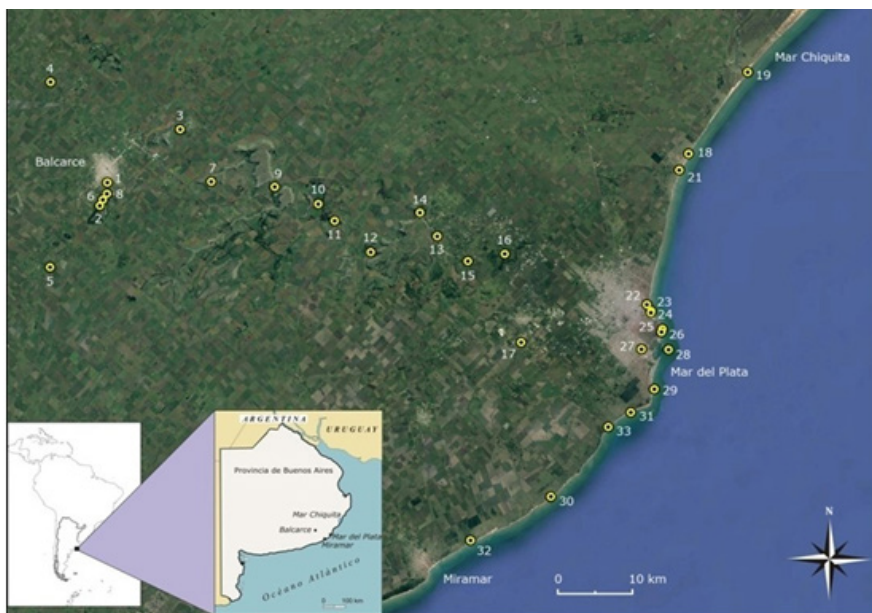 Mar Chiquita
19
4
3
Balcarce
18
21
1
7
9
6
8
2
10
14
11
13
12
16
15
5
22
23
24
25
26
17
27
28
Mar del Plata
29
31
33
30
32
Miramar
0 10 km
N
ARGENTINA
URUGUAY
Provincia de Buenos Aires
Mar Chiquita
Balcarce
Mar del Plata
Miramar
Océano Atlántico
0 100 km